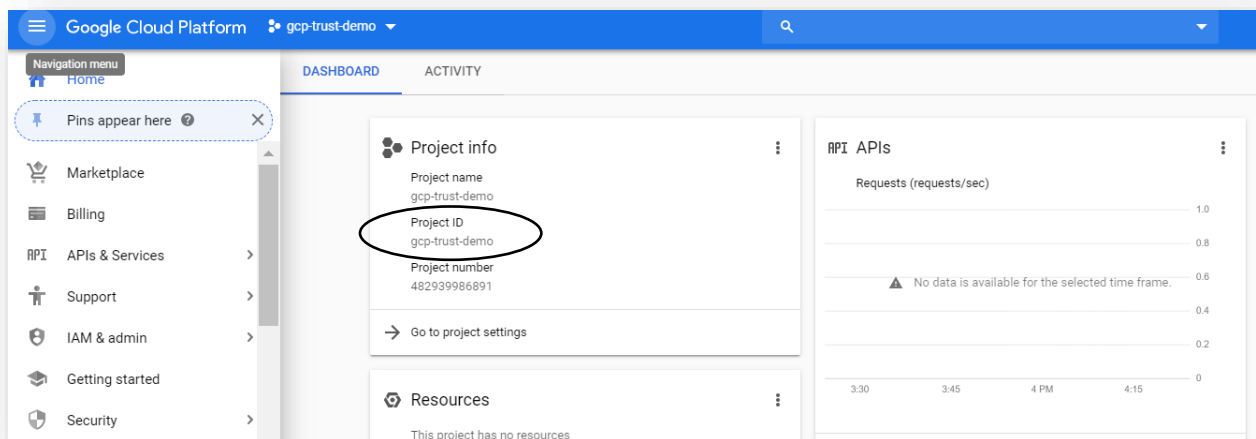 Google Cloud Platform
gcp-trust-demo
Navigation menu
Home
Pins appear here
Marketplace
Billing
API APIs & Services
Support
IAM & admin
Getting started
Security
DASHBOARD
ACTIVITY
Project info
Project name
gcp-trust-demo
Project ID
gcp-trust-demo
Project number
482939986891
Go to project settings
Resources
This project has no resources
API APIs
Requests (requests/sec)
1.0
0.8
No data is available for the selected time frame.
0.6
0.4
0.2
0
3:30
3:45
4 PM
4:15